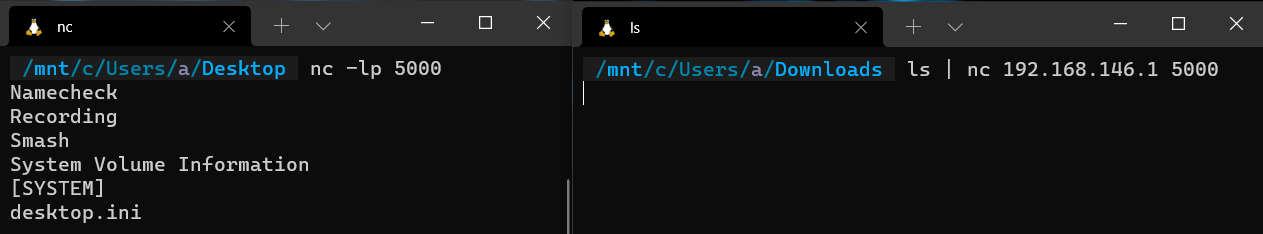 nc
/mnt/c/Users/a/Desktop nc -lp 5000
Namecheck
Recording
Smash
System Volume Information
[SYSTEM]
desktop.ini
ls
/mnt/c/Users/a/Downloads ls | nc 192.168.146.1 5000